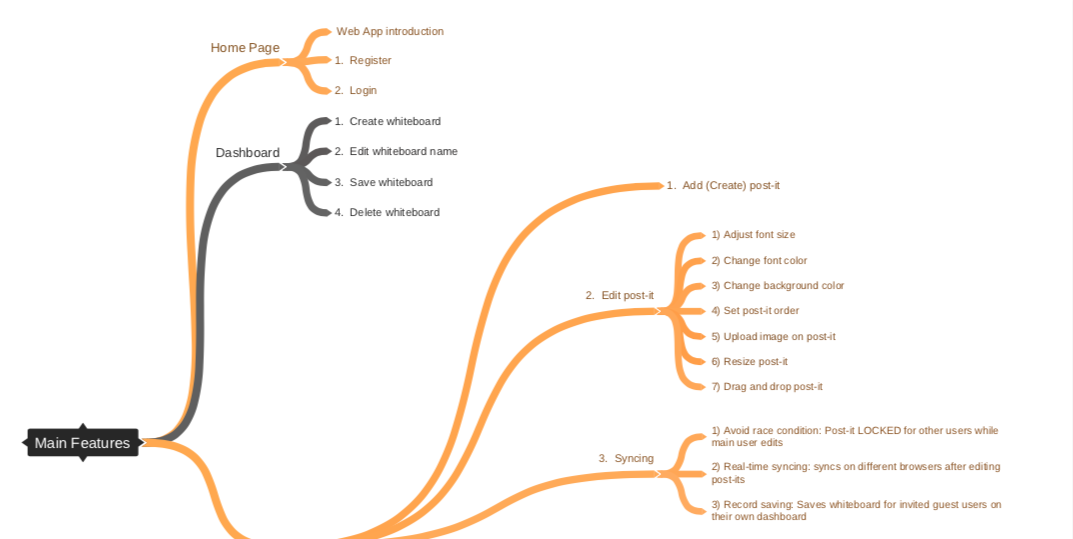 Home Page
Web App introduction
1. Register
2. Login
Dashboard
1. Create whiteboard
2. Edit whiteboard name
3. Save whiteboard
4. Delete whiteboard
Main Features
1. Add (Create) post-it
2. Edit post-it
1) Adjust font size
2) Change font color
3) Change background color
4) Set post-it order
5) Upload image on post-it
6) Resize post-it
7) Drag and drop post-it
3. Syncing
1) Avoid race condition: Post-it LOCKED for other users while
main user edits
2) Real-time syncing: syncs on different browsers after editing
post-its
3) Record saving: Saves whiteboard for invited guest users on
their own dashboard